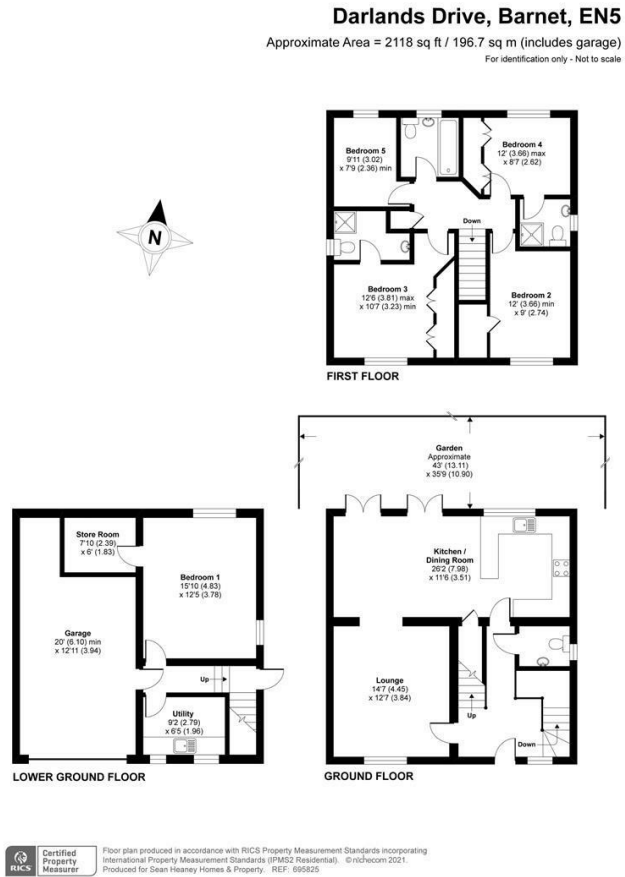 Darlands Drive, Barnet, EN5
Approximate Area = 2118 sq ft / 196.7 sq m (includes garage)
For identification only - Not to scale
Bedroom 5
9'11 (3.02)
x 7'9 (2.36) min
Bedroom 4
12' (3.66) max
x 8'7 (2.62)
Down
N
Bedroom 3
12'6 (3.81) max
x 10'7 (3.23) min
Bedroom 2
12' (3.66) min
x 9' (2.74)
FIRST FLOOR
Garden
Approximate
43' (13.11)
x 35'9 (10.90)
Store Room
7'10 (2.39)
x 6' (1.83)
Bedroom 1
15'10 (4.83)
x 12'5 (3.78)
Garage
20' (6.10) min
x 12'11 (3.94)
Up
Utility
9'2 (2.79)
x 6'5 (1.96)
LOWER GROUND FLOOR
Kitchen /
Dining Room
26'2 (7.98)
x 11'6 (3.51)
Lounge
14'7 (4.45)
x 12'7 (3.84)
Up
Down
GROUND FLOOR
RICS
Certified
Property
Measurer
Floor plan produced in accordance with RICS Property Measurement Standards incorporating
International Property Measurement Standards (IPMS2 Residential). © nichecom 2021.
Produced for Sean Heaney Homes & Property. REF: 695825